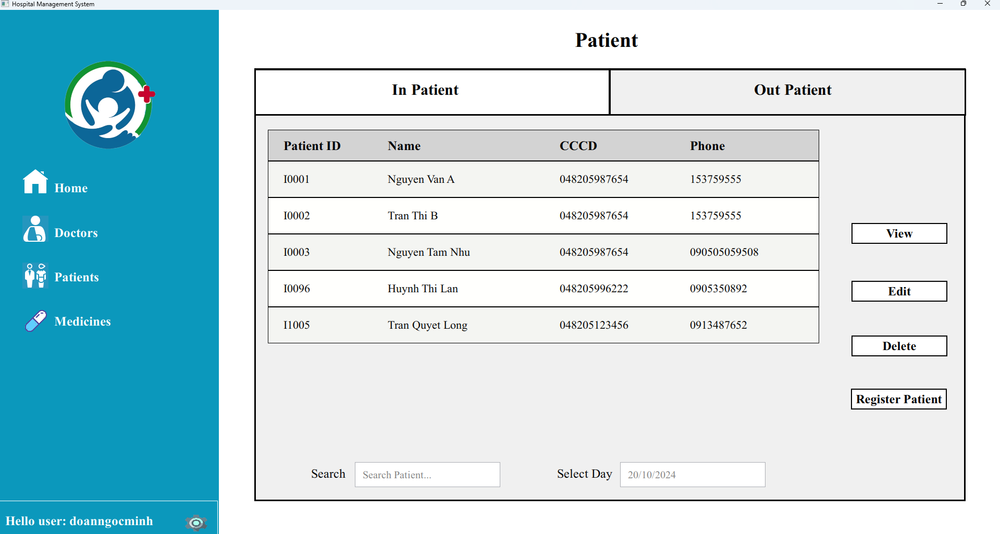 Hospital Management System
Patient
In Patient Out Patient
Patient ID Name CCCD Phone
I0001 Nguyen Van A 048205987654 153759555
I0002 Tran Thi B 048205987654 153759555
I0003 Nguyen Tam Nhu 048205987654 090505059508
I0096 Huynh Thi Lan 048205996222 0905350892
I1005 Tran Quyet Long 048205123456 0913487652
View
Edit
Delete
Register Patient
Search Search Patient... Select Day 20/10/2024
Home
Doctors
Patients
Medicines
Hello user: doanngocminh